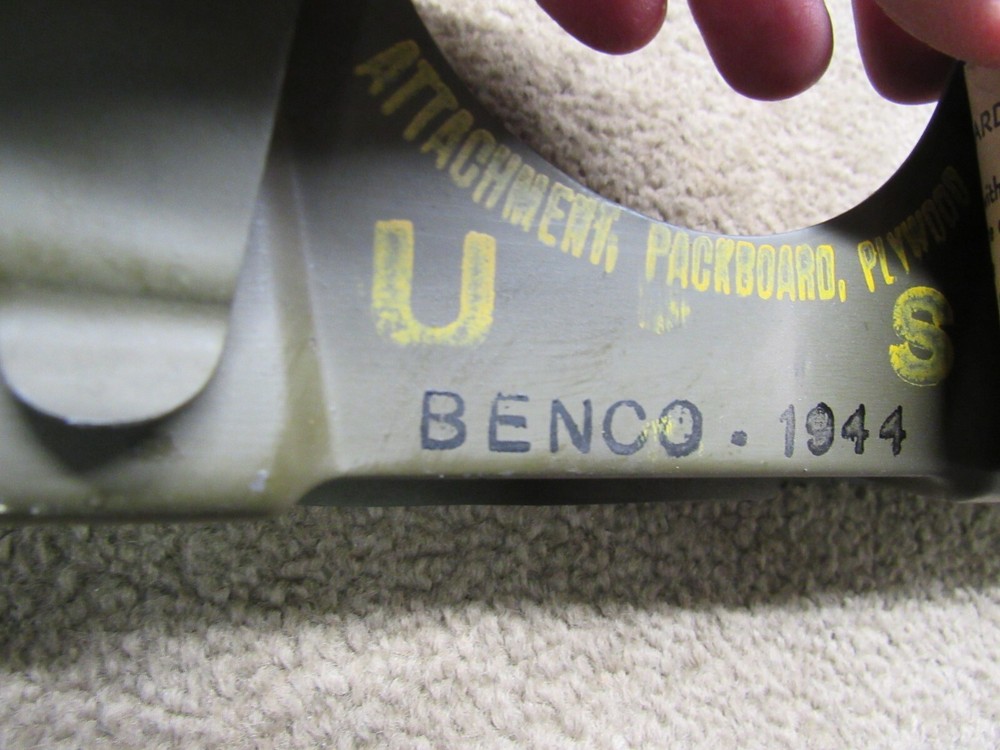 ATTACHMENT, PACKBOARD, PLYWOOD
U S
BENCO · 1944